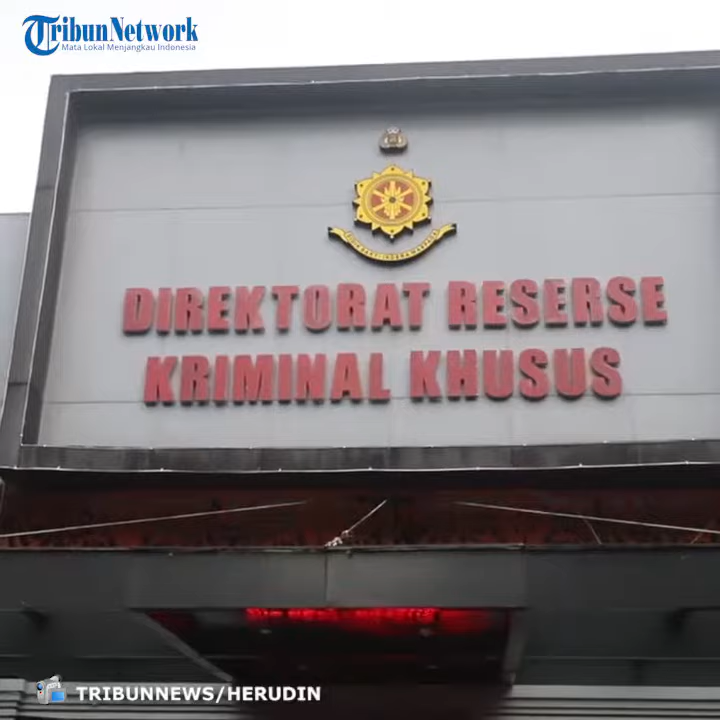 TribunNetwork
Mata Lokal Menjangkau Indonesia
DIREKTORAT RESERSE
KRIMINAL KHUSUS
TRIBUNNEWS/HERUDIN